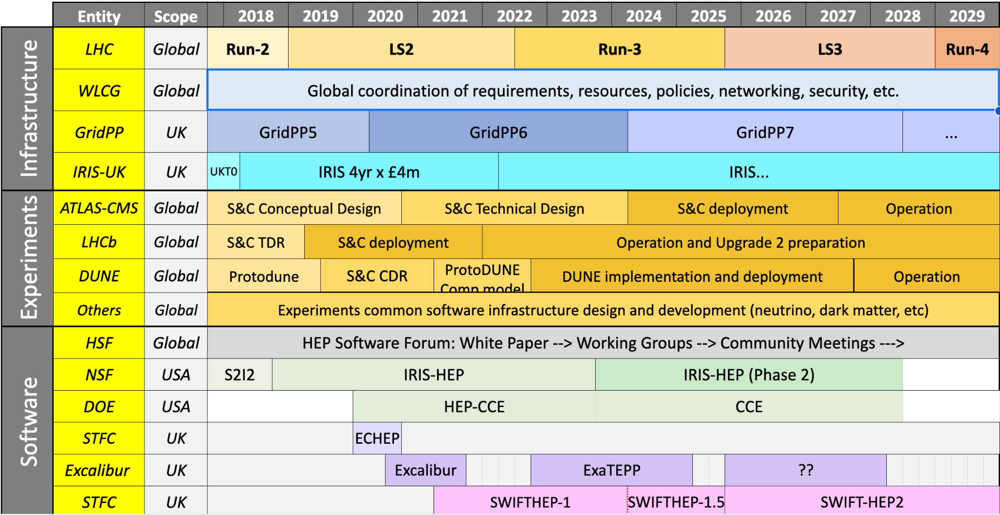 Entity Scope 2018 2019 2020 2021 2022 2023 2024 2025 2026 2027 2028 2029
Infrastructure
LHC Global Run-2 LS2 Run-3 LS3 Run-4
WLCG Global Global coordination of requirements, resources, policies, networking, security, etc.
GridPP UK GridPP5 GridPP6 GridPP7 ...
IRIS-UK UK UKT0 IRIS 4yr x £4m IRIS...
Experiments
ATLAS-CMS Global S&C Conceptual Design S&C Technical Design S&C deployment Operation
LHCb Global S&C TDR S&C deployment Operation and Upgrade 2 preparation
DUNE Global Protodune S&C CDR ProtoDUNE DUNE implementation and deployment Operation
Comp model
Others Global Experiments common software infrastructure design and development (neutrino, dark matter, etc)
Software
HSF Global HEP Software Forum: White Paper --> Working Groups --> Community Meetings --->
NSF USA S2I2 IRIS-HEP IRIS-HEP (Phase 2)
DOE USA HEP-CCE CCE
STFC UK ECHEP
Excalibur UK Excalibur ExaTEPP ??
STFC UK SWIFTHEP-1 SWIFTHEP-1.5 SWIFT-HEP2